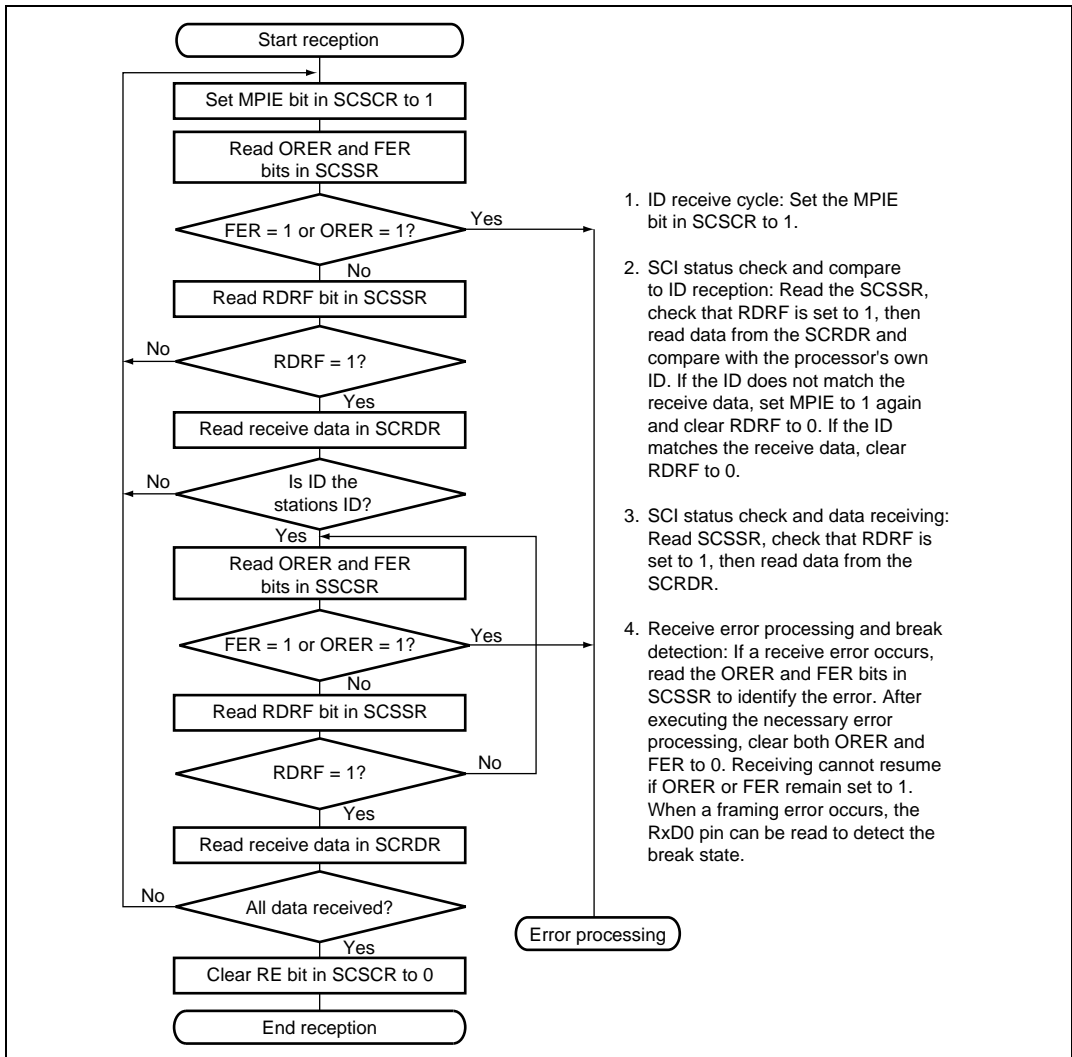 Start reception
Set MPIE bit in SCSCR to 1
Read ORER and FER
bits in SCSSR
FER = 1 or ORER = 1?
Yes
No
Read RDRF bit in SCSSR
No
RDRF = 1?
Yes
Read receive data in SCRDR
No
Is ID the
stations ID?
Yes
Read ORER and FER
bits in SSCSR
FER = 1 or ORER = 1?
Yes
No
Read RDRF bit in SCSSR
RDRF = 1?
No
Yes
Read receive data in SCRDR
No
All data received?
Yes
Clear RE bit in SCSCR to 0
End reception
Error processing
1. ID receive cycle: Set the MPIE
bit in SCSCR to 1.
2. SCI status check and compare
to ID reception: Read the SCSSR,
check that RDRF is set to 1, then
read data from the SCRDR and
compare with the processor's own
ID. If the ID does not match the
receive data, set MPIE to 1 again
and clear RDRF to 0. If the ID
matches the receive data, clear
RDRF to 0.
3. SCI status check and data receiving:
Read SCSSR, check that RDRF is
set to 1, then read data from the
SCRDR.
4. Receive error processing and break
detection: If a receive error occurs,
read the ORER and FER bits in
SCSSR to identify the error. After
executing the necessary error
processing, clear both ORER and
FER to 0. Receiving cannot resume
if ORER or FER remain set to 1.
When a framing error occurs, the
RxD0 pin can be read to detect the
break state.